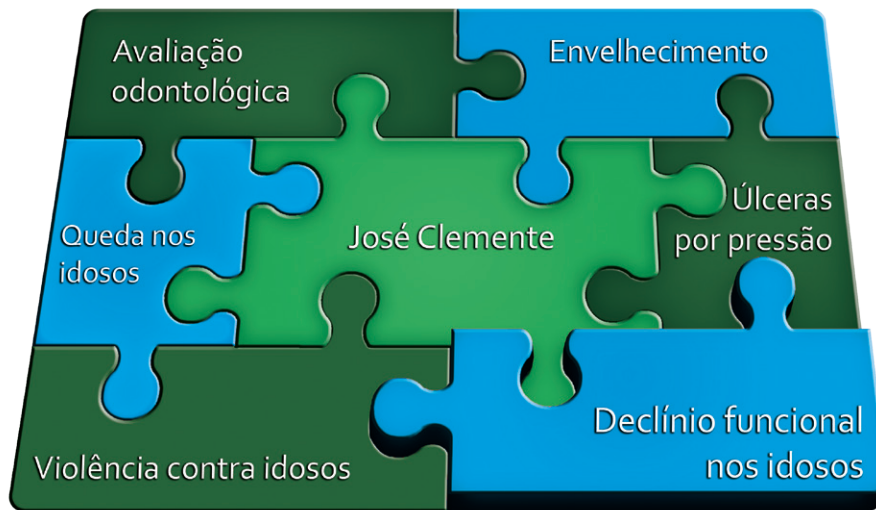 Avaliação
odontológica
Envelhecimento
Queda nos
idosos
José Clemente
Úlceras
por pressão
Violência contra idosos
Declínio funcional
nos idosos